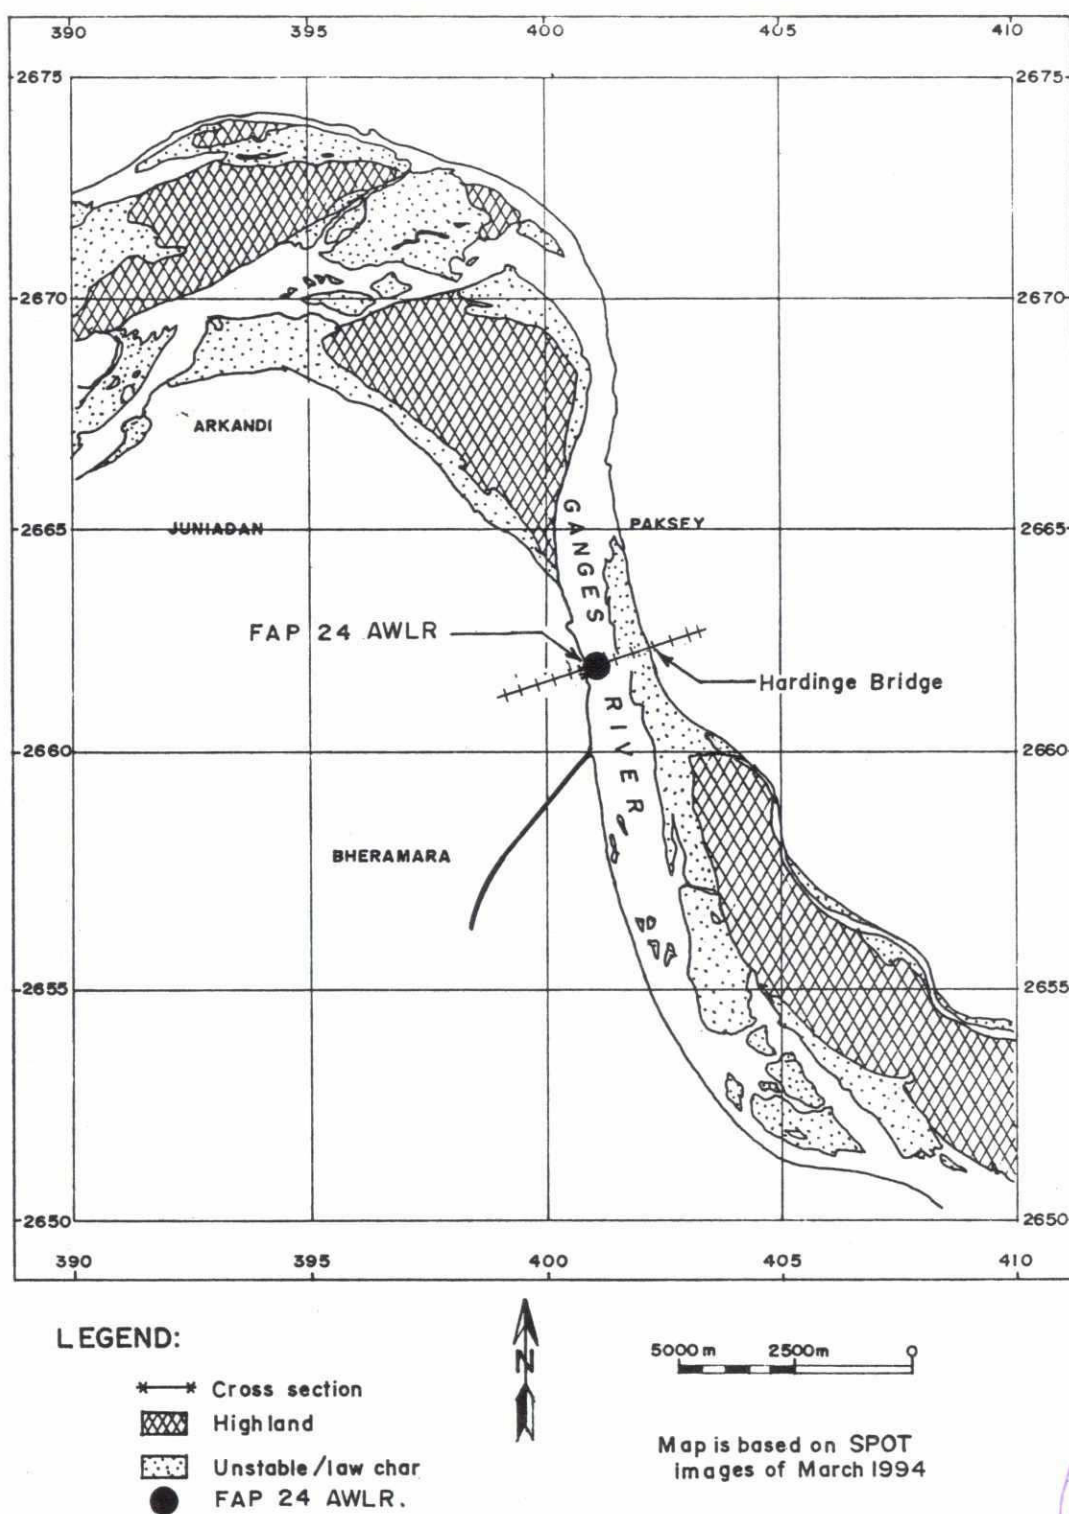 390 395 400 405 410
2675 2675
2670 2670
ARKANDI
JUNIADAN
2665 2665
PAKSEY
GANGES
FAP 24 AWLR
Hardinge Bridge
RIVER
2660 2660
BHERAMARA
2655 2655
2650 2650
390 395 400 405 410
LEGEND:
Cross section
High land
Unstable/law char
FAP 24 AWLR.
N
5000 m 2500m 0
Map is based on SPOT
images of March 1994